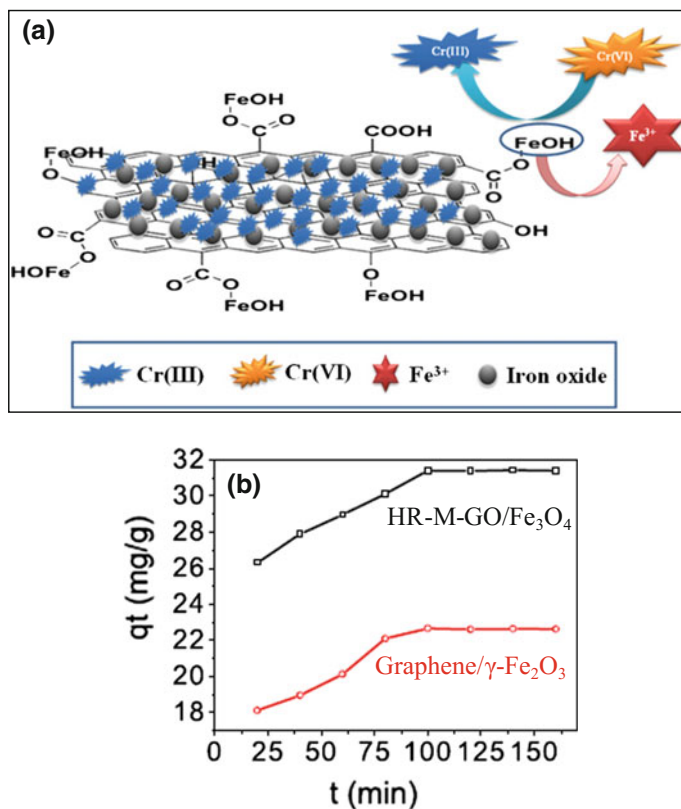 (a)
Cr(III)
Cr(VI)
FeOH
COOH
FeOH
Fe³⁺
FeOH
O
O
H
O
O
C
O
C
O
OH
O
C
O
HOFe
O
C
O
FeOH
O
FeOH
Cr(III) Cr(VI) Fe³⁺ Iron oxide
(b)
32
30
28
26
24
22
20
18
qt (mg/g)
HR-M-GO/Fe₃O₄
Graphene/γ-Fe₂O₃
0 25 50 75 100 125 150
t (min)